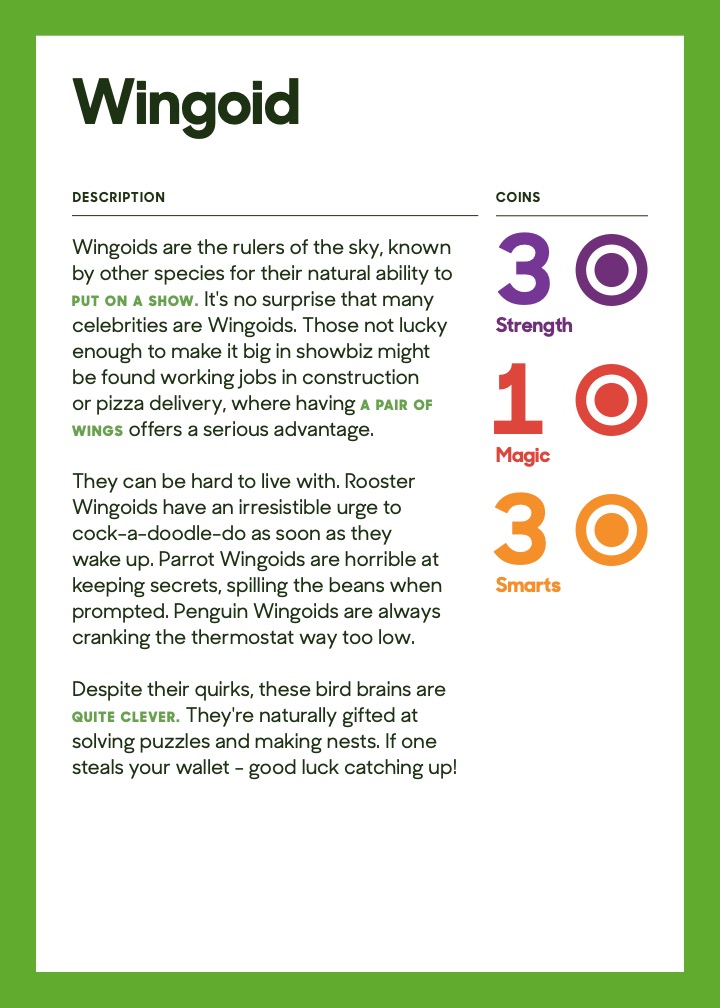 Wingoid
DESCRIPTION
Wingoids are the rulers of the sky, known
by other species for their natural ability to
PUT ON A SHOW. It's no surprise that many
celebrities are Wingoids. Those not lucky
enough to make it big in showbiz might
be found working jobs in construction
or pizza delivery, where having A PAIR OF
WINGS offers a serious advantage.
They can be hard to live with. Rooster
Wingoids have an irresistible urge to
cock-a-doodle-do as soon as they
wake up. Parrot Wingoids are horrible at
keeping secrets, spilling the beans when
prompted. Penguin Wingoids are always
cranking the thermostat way too low.
Despite their quirks, these bird brains are
QUITE CLEVER. They're naturally gifted at
solving puzzles and making nests. If one
steals your wallet – good luck catching up!
COINS
3
Strength
1
Magic
3
Smarts